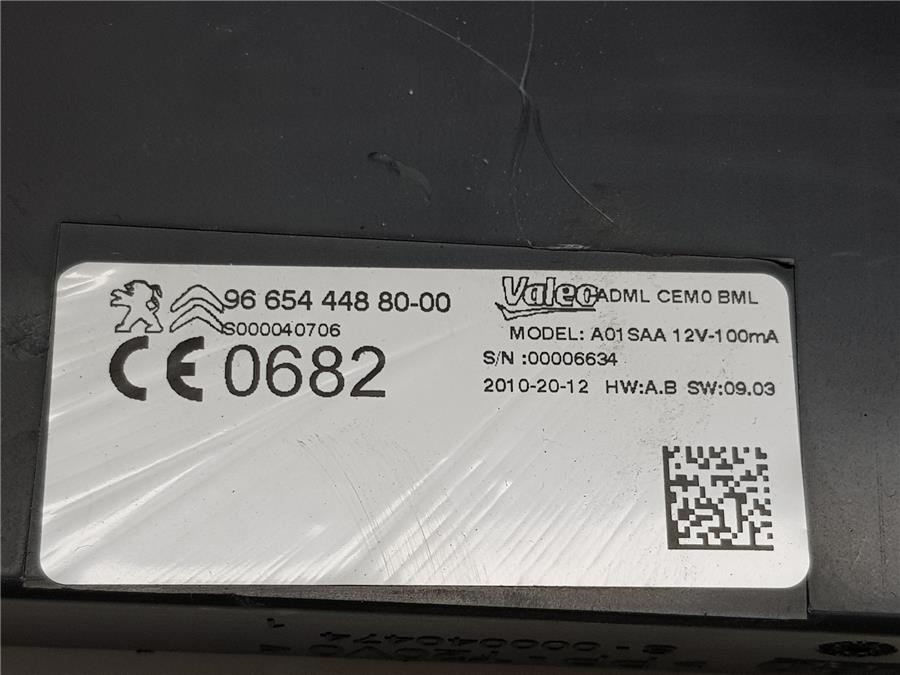 96 654 448 80-00
S000040706
CE 0682
Valeo ADML CEM0 BML
MODEL: A01SAA 12V-100mA
S/N :00006634
2010-20-12 HW:A.B SW:09.03